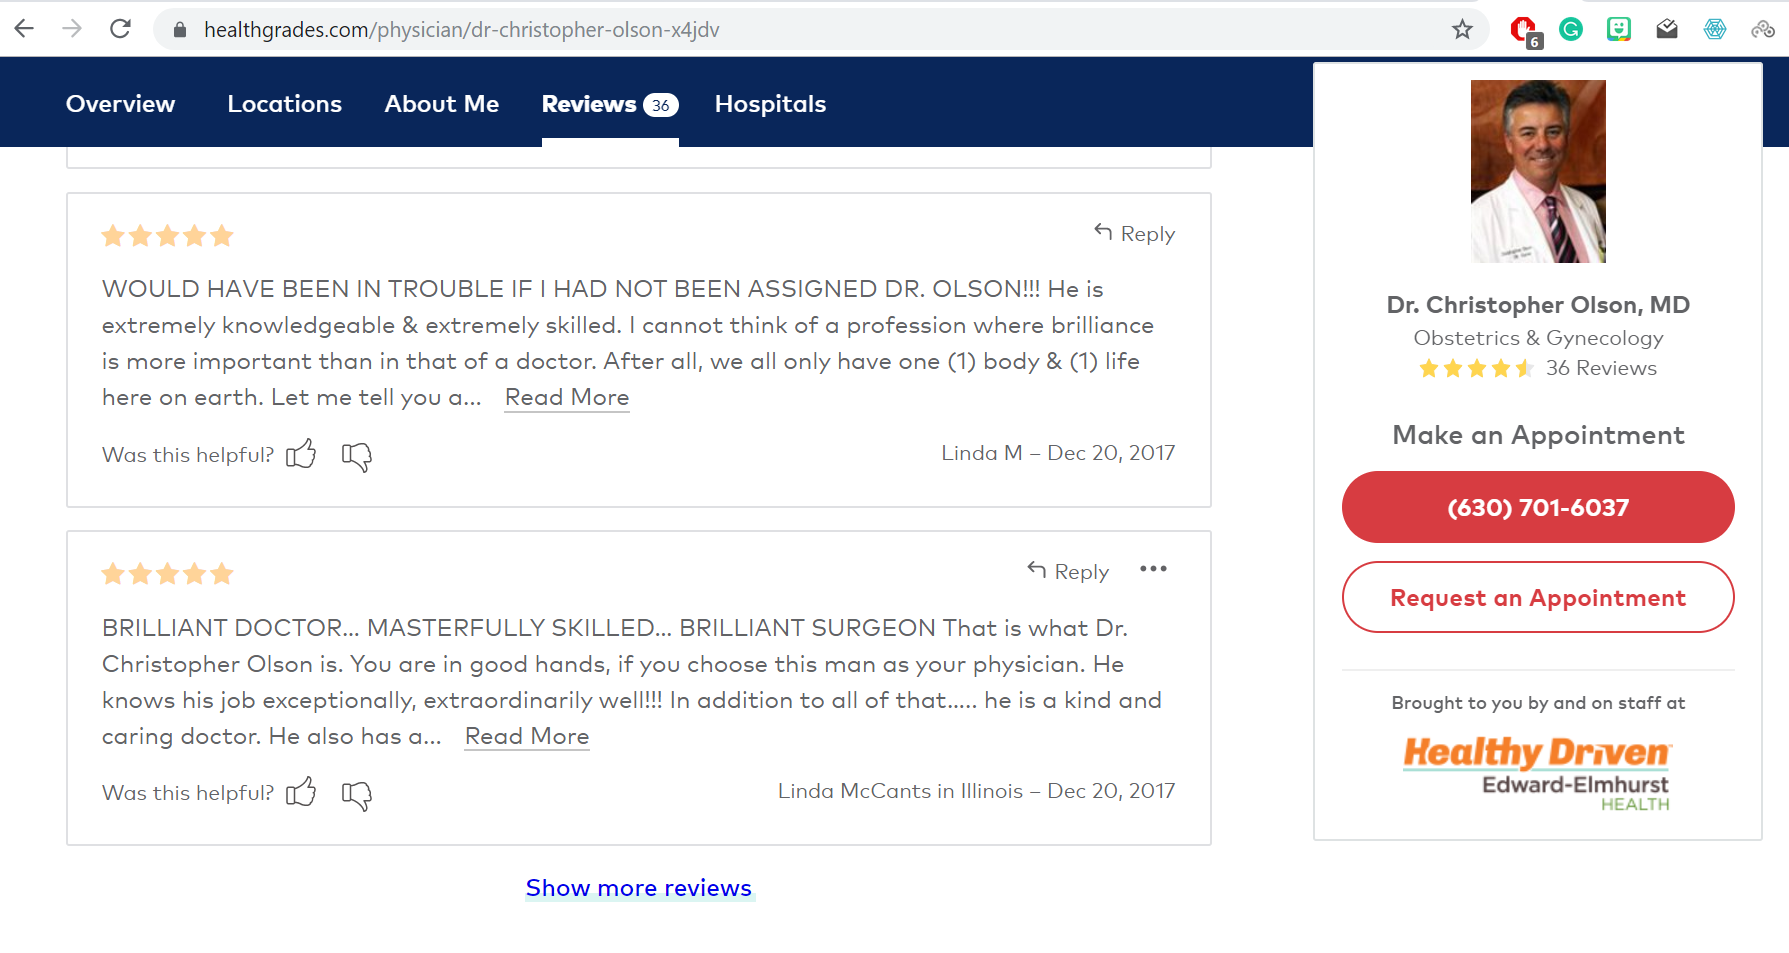 healthgrades.com/physician/dr-christopher-olson-x4jdv
6
Overview
Locations
About Me
Reviews 36
Hospitals
Reply
WOULD HAVE BEEN IN TROUBLE IF I HAD NOT BEEN ASSIGNED DR. OLSON!!! He is
extremely knowledgeable & extremely skilled. I cannot think of a profession where brilliance
is more important than in that of a doctor. After all, we all only have one (1) body & (1) life
here on earth. Let me tell you a... Read More
Was this helpful?
Linda M – Dec 20, 2017
Reply
BRILLIANT DOCTOR... MASTERFULLY SKILLED... BRILLIANT SURGEON That is what Dr.
Christopher Olson is. You are in good hands, if you choose this man as your physician. He
knows his job exceptionally, extraordinarily well!!! In addition to all of that..... he is a kind and
caring doctor. He also has a... Read More
Was this helpful?
Linda McCants in Illinois – Dec 20, 2017
Show more reviews
Dr. Christopher Olson, MD
Obstetrics & Gynecology
36 Reviews
Make an Appointment
(630) 701-6037
Request an Appointment
Brought to you by and on staff at
Healthy Driven
Edward-Elmhurst
HEALTH